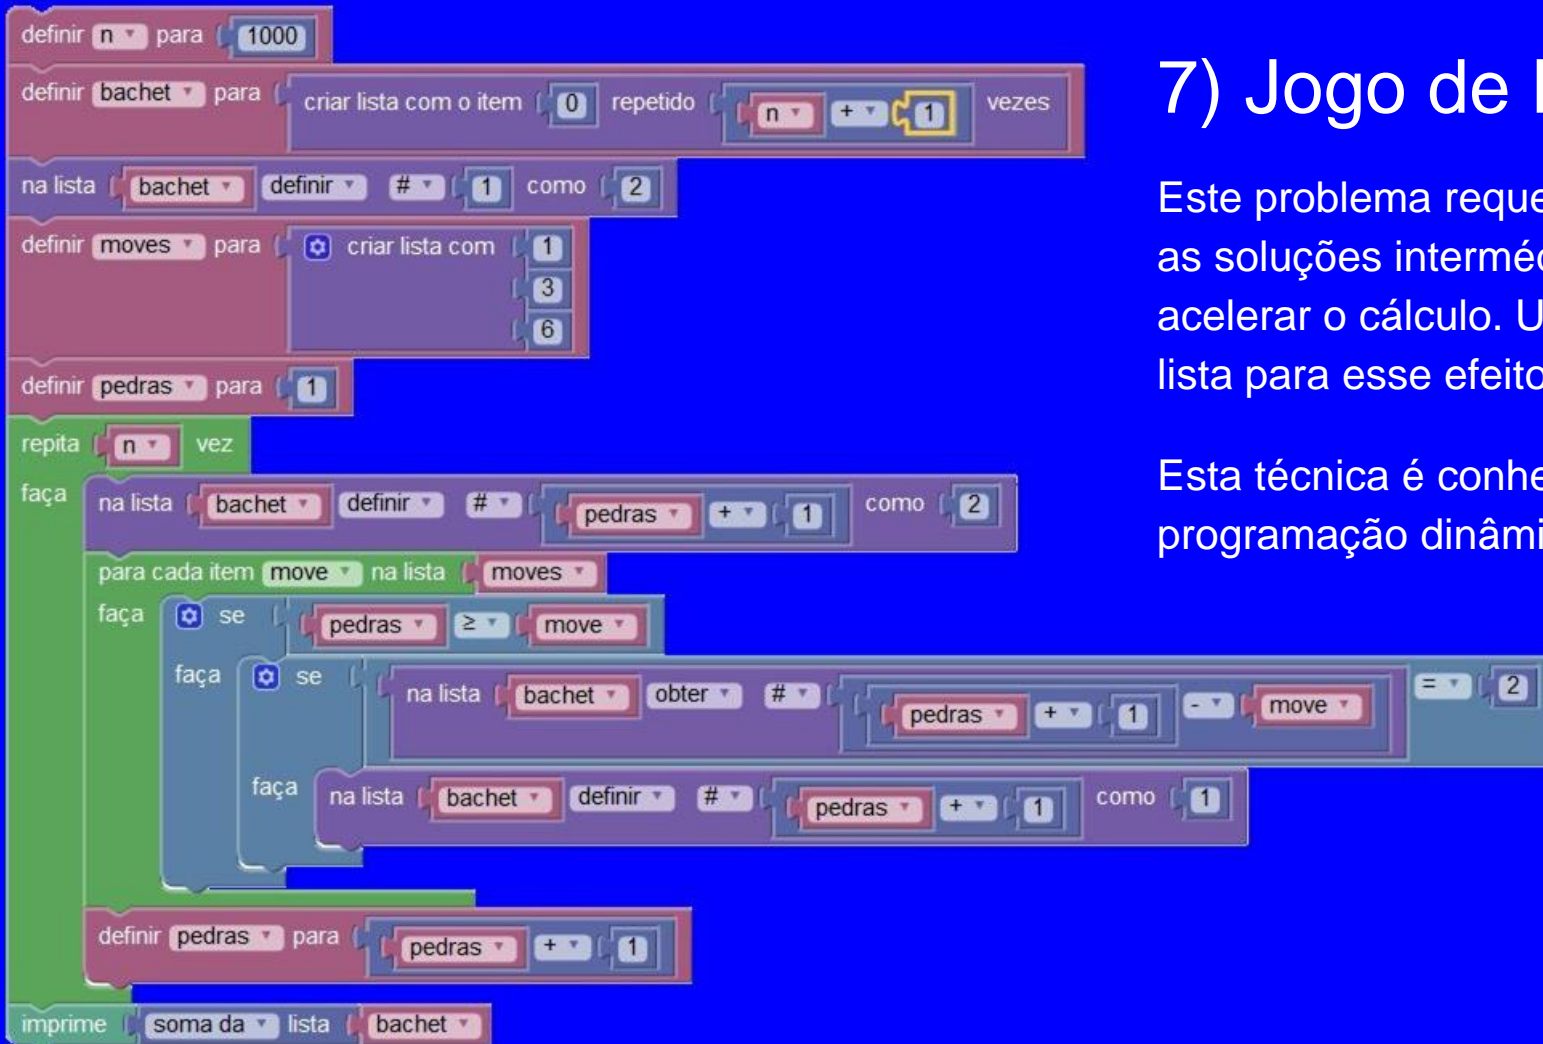 definir n para 1000
definir bachet para criar lista com o item 0 repetido n + 1 vezes
na lista bachet definir # 1 como 2
definir moves para criar lista com 1
3
6
definir pedras para 1
repita n vez
faça na lista bachet definir # pedras + 1 como 2
para cada item move na lista moves
faça se pedras ≥ move
faça se na lista bachet obter # pedras + 1 - move = 2
faça na lista bachet definir # pedras + 1 como 1
definir pedras para pedras + 1
imprime soma da lista bachet
7) Jogo de
Este problema
as soluções
acelerar o cálculo.
lista para esse efeito
Esta técnica é
programação